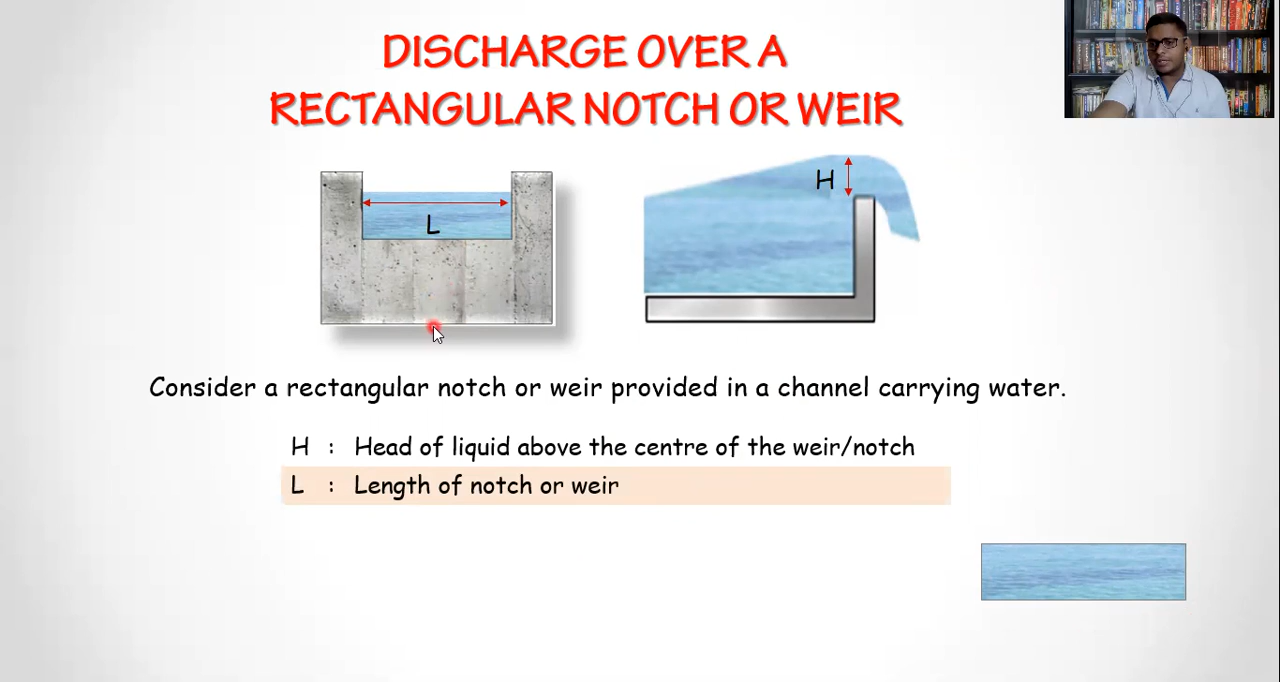 DISCHARGE OVER A
RECTANGULAR NOTCH OR WEIR
L
H
Consider a rectangular notch or weir provided in a channel carrying water.
H : Head of liquid above the centre of the weir/notch
L : Length of notch or weir